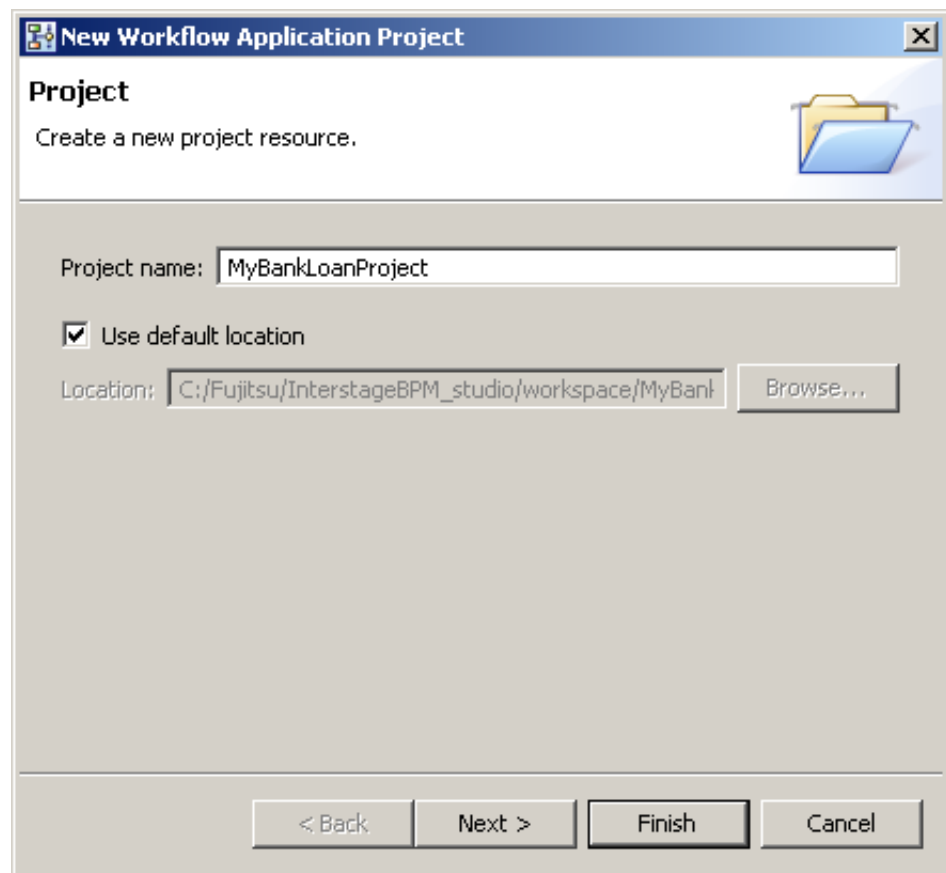 New Workflow Application Project
Project
Create a new project resource.
Project name: MyBankLoanProject
Use default location
Location: C:/Fujitsu/InterstageBPM_studio/workspace/MyBank Browse...
< Back Next > Finish Cancel